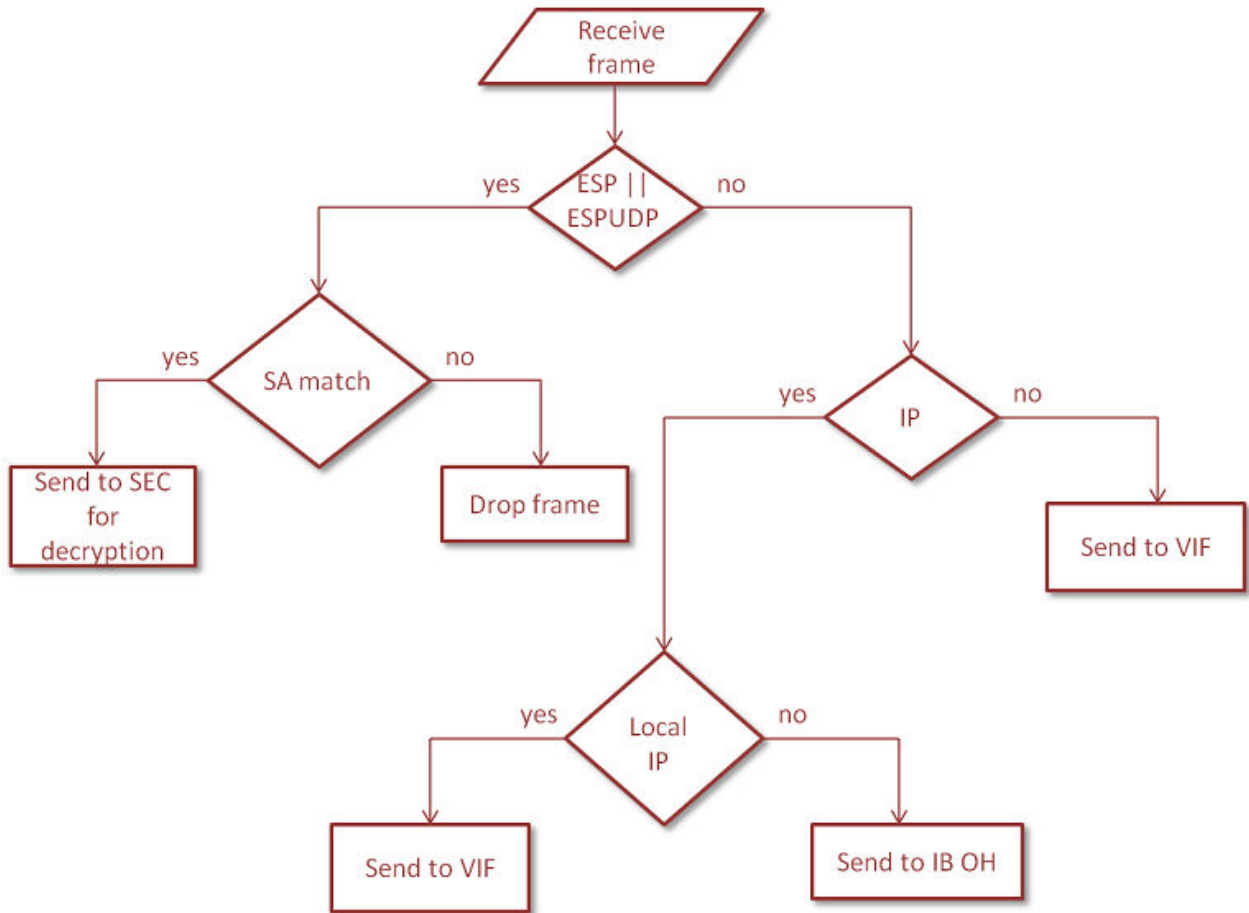 Receive
frame
yes
ESP ||
ESPUDP
no
yes
SA match
no
yes
IP
no
Send to SEC
for
decryption
Drop frame
Send to VIF
yes
Local
IP
no
Send to VIF
Send to IB OH